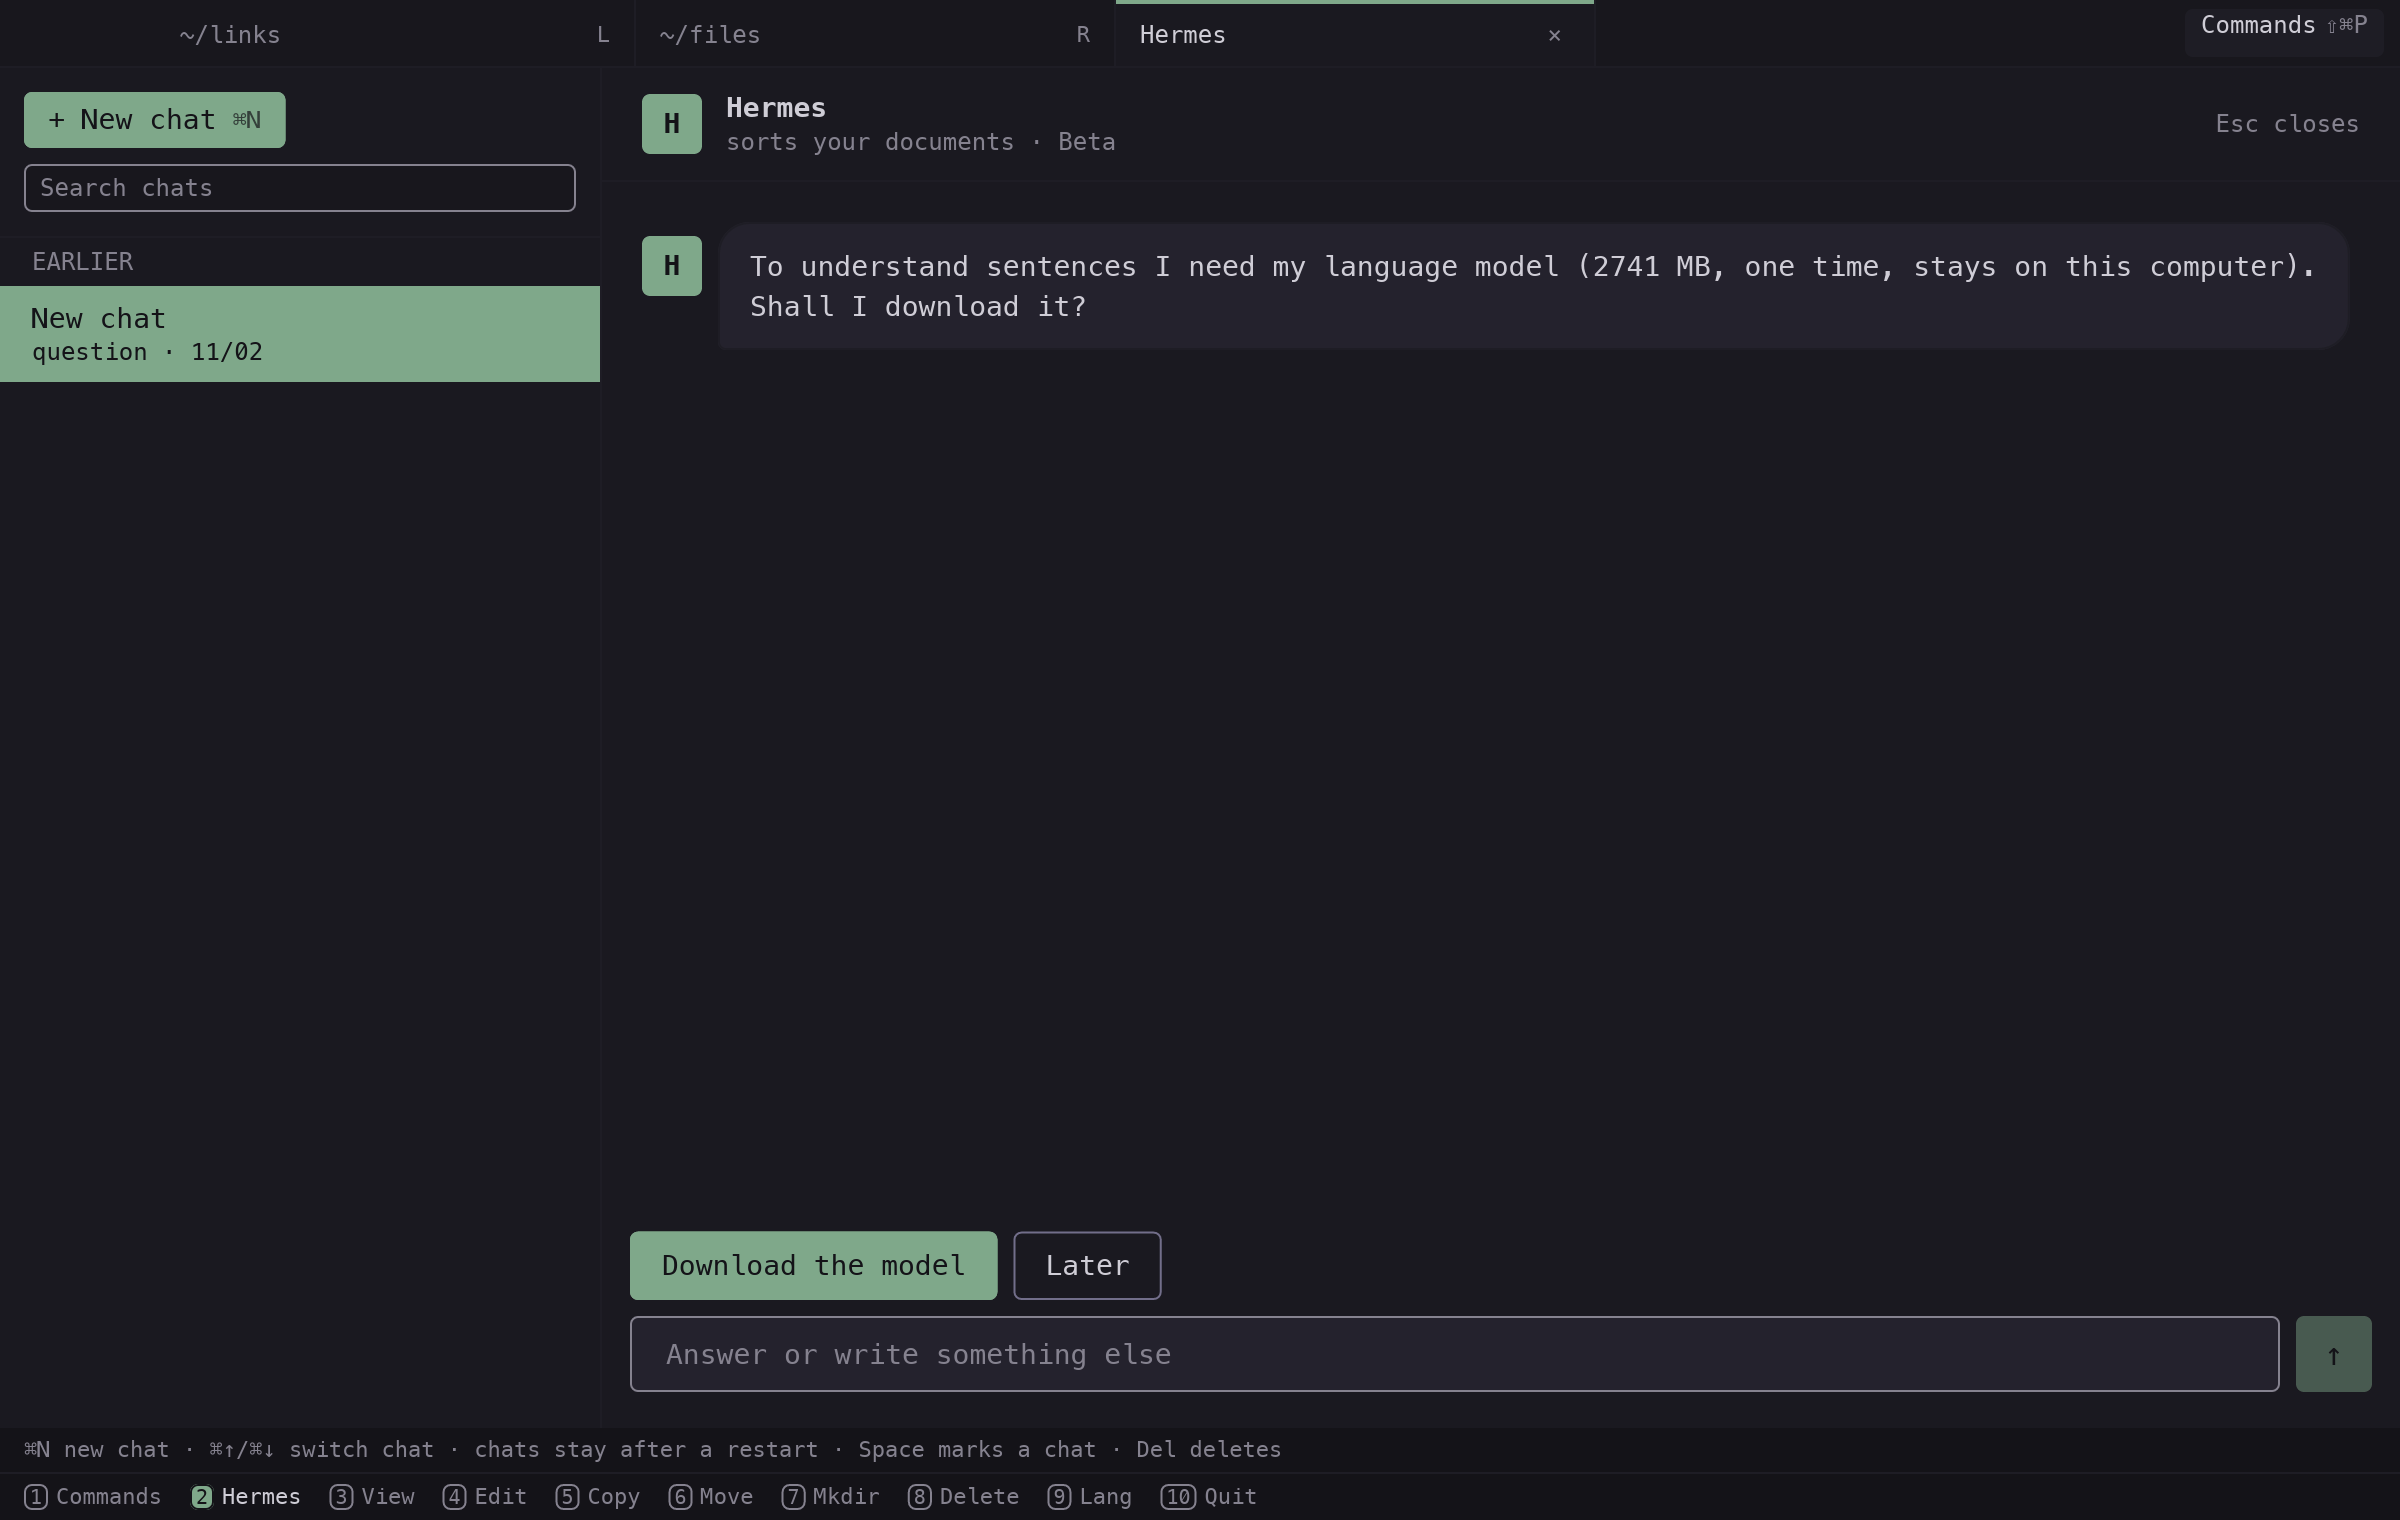 ~/links L ~/files R Hermes × Commands ⇧⌘P
+ New chat ⌘N
Search chats
EARLIER
New chat
question · 11/02
H Hermes
sorts your documents · Beta
Esc closes
H To understand sentences I need my language model (2741 MB, one time, stays on this computer).
Shall I download it?
Download the model Later
Answer or write something else ↑
⌘N new chat · ⌘↑/⌘↓ switch chat · chats stay after a restart · Space marks a chat · Del deletes
1 Commands 2 Hermes 3 View 4 Edit 5 Copy 6 Move 7 Mkdir 8 Delete 9 Lang 10 Quit